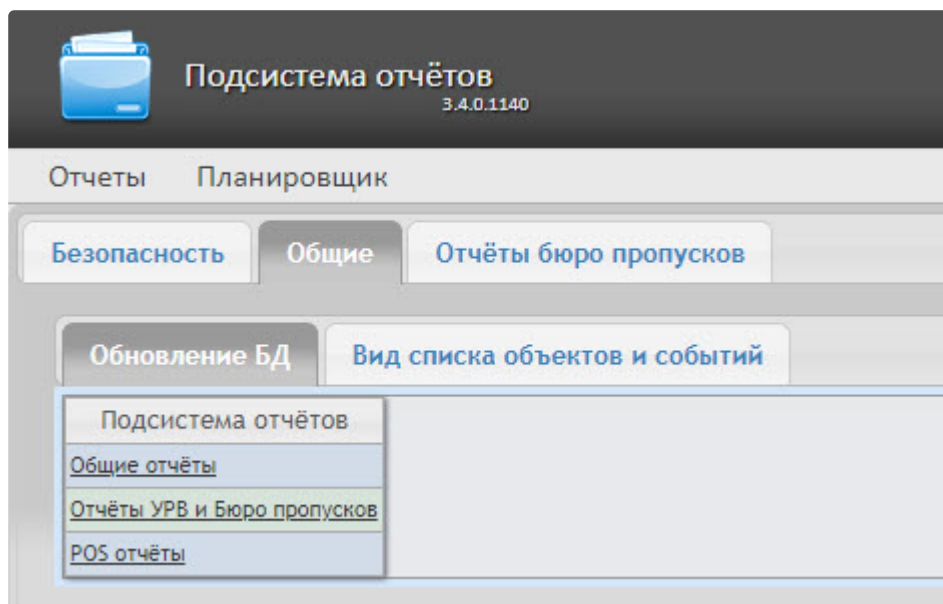 Подсистема отчётов
3.4.0.1140
Отчеты Планировщик
Безопасность Общие Отчёты бюро пропусков
Обновление БД Вид списка объектов и событий
Подсистема отчётов
Общие отчёты
Отчёты УРВ и Бюро пропусков
POS отчёты